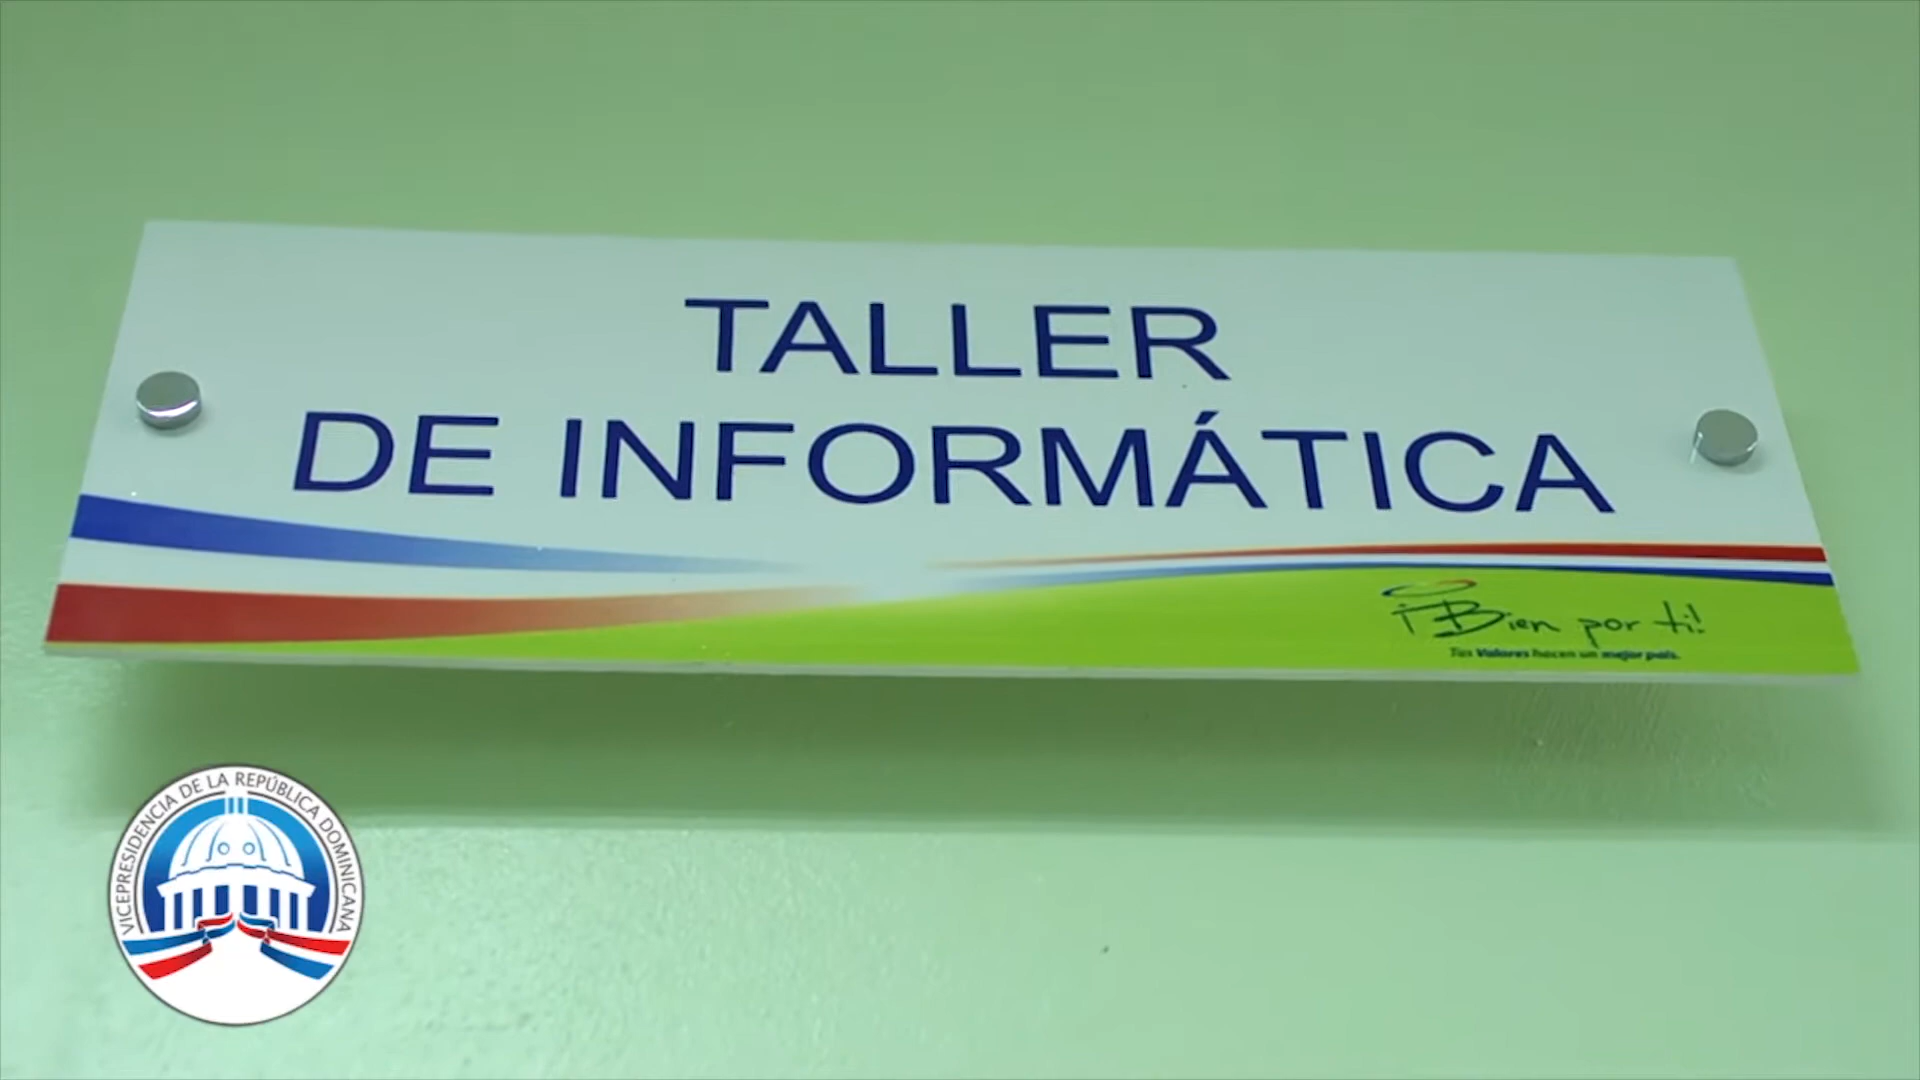 TALLER
DE INFORMÁTICA
¡Bien por ti!
Tus Valores hacen un mejor país.
VICEPRESIDENCIA DE LA REPÚBLICA DOMINICANA